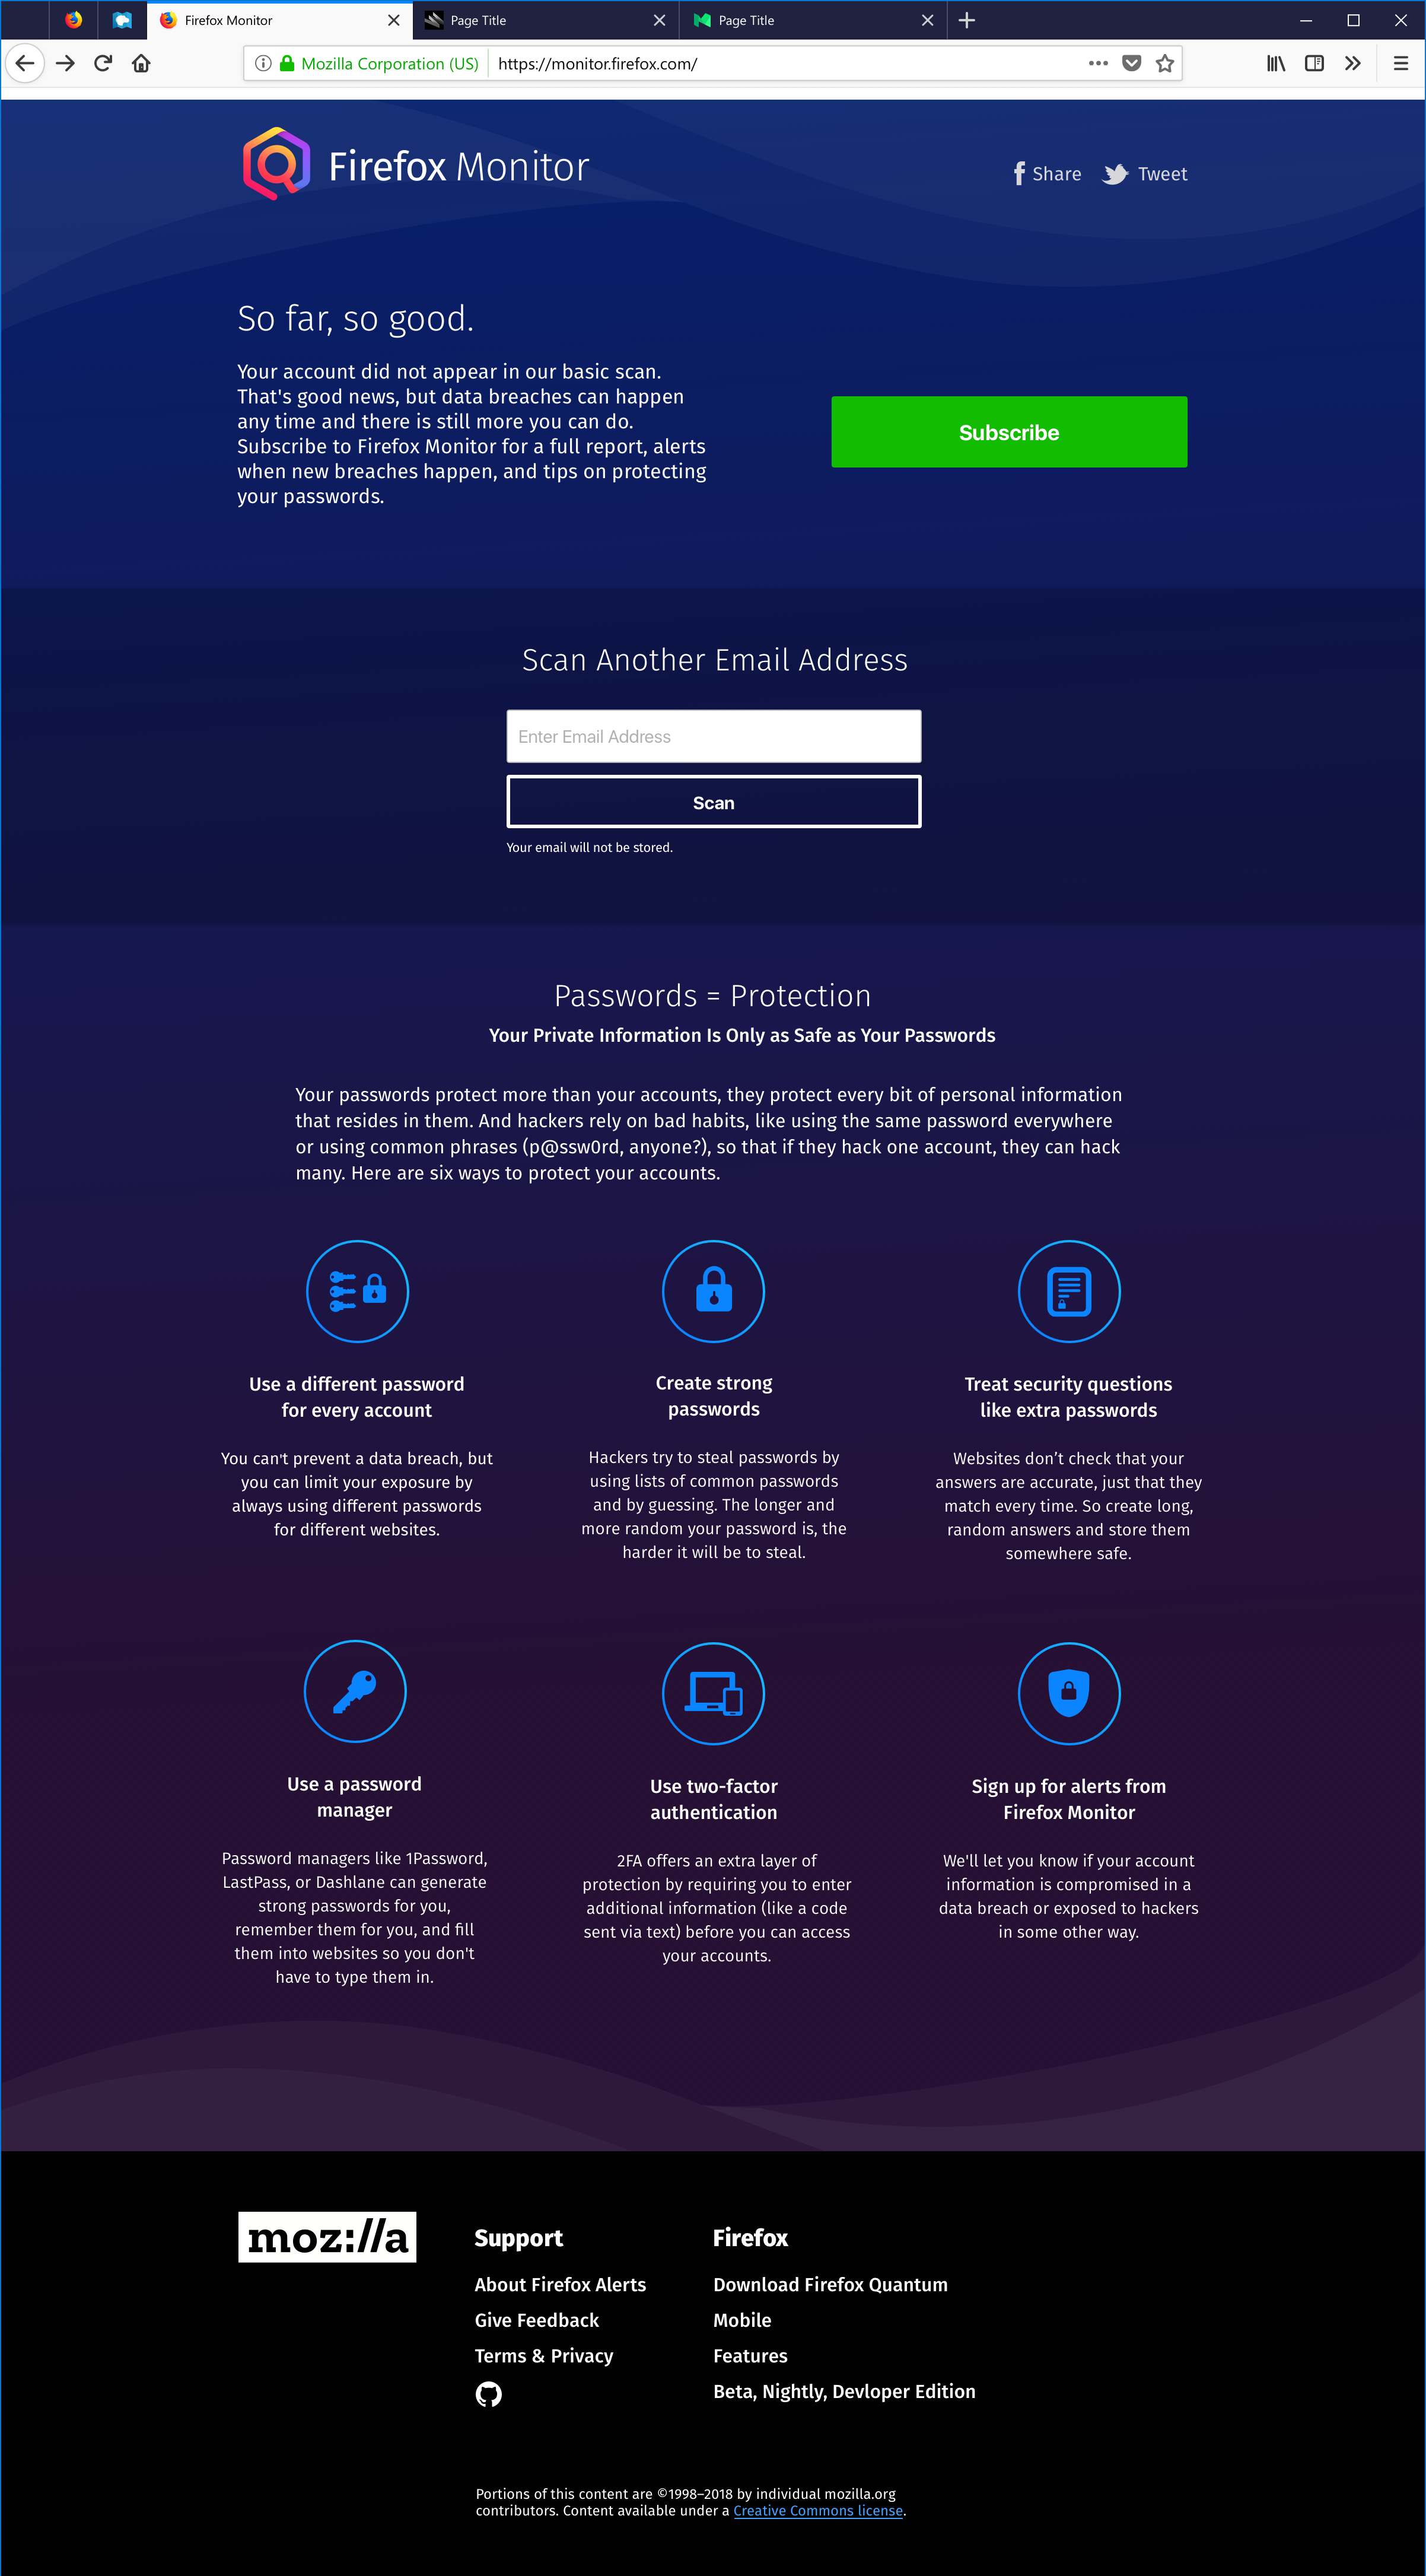 Firefox Monitor
Page Title
Page Title
Mozilla Corporation (US)
https://monitor.firefox.com/
Firefox Monitor
Share
Tweet
So far, so good.
Your account did not appear in our basic scan.
That's good news, but data breaches can happen
any time and there is still more you can do.
Subscribe to Firefox Monitor for a full report, alerts
when new breaches happen, and tips on protecting
your passwords.
Subscribe
Scan Another Email Address
Enter Email Address
Scan
Your email will not be stored.
Passwords = Protection
Your Private Information Is Only as Safe as Your Passwords
Your passwords protect more than your accounts, they protect every bit of personal information
that resides in them. And hackers rely on bad habits, like using the same password everywhere
or using common phrases (p@ssw0rd, anyone?), so that if they hack one account, they can hack
many. Here are six ways to protect your accounts.
Use a different password
for every account
You can't prevent a data breach, but
you can limit your exposure by
always using different passwords
for different websites.
Create strong
passwords
Hackers try to steal passwords by
using lists of common passwords
and by guessing. The longer and
more random your password is, the
harder it will be to steal.
Treat security questions
like extra passwords
Websites don’t check that your
answers are accurate, just that they
match every time. So create long,
random answers and store them
somewhere safe.
Use a password
manager
Password managers like 1Password,
LastPass, or Dashlane can generate
strong passwords for you,
remember them for you, and fill
them into websites so you don't
have to type them in.
Use two-factor
authentication
2FA offers an extra layer of
protection by requiring you to enter
additional information (like a code
sent via text) before you can access
your accounts.
Sign up for alerts from
Firefox Monitor
We'll let you know if your account
information is compromised in a
data breach or exposed to hackers
in some other way.
moz://a
Support
About Firefox Alerts
Give Feedback
Terms & Privacy
Firefox
Download Firefox Quantum
Mobile
Features
Beta, Nightly, Devloper Edition
Portions of this content are ©1998–2018 by individual mozilla.org
contributors. Content available under a Creative Commons license.